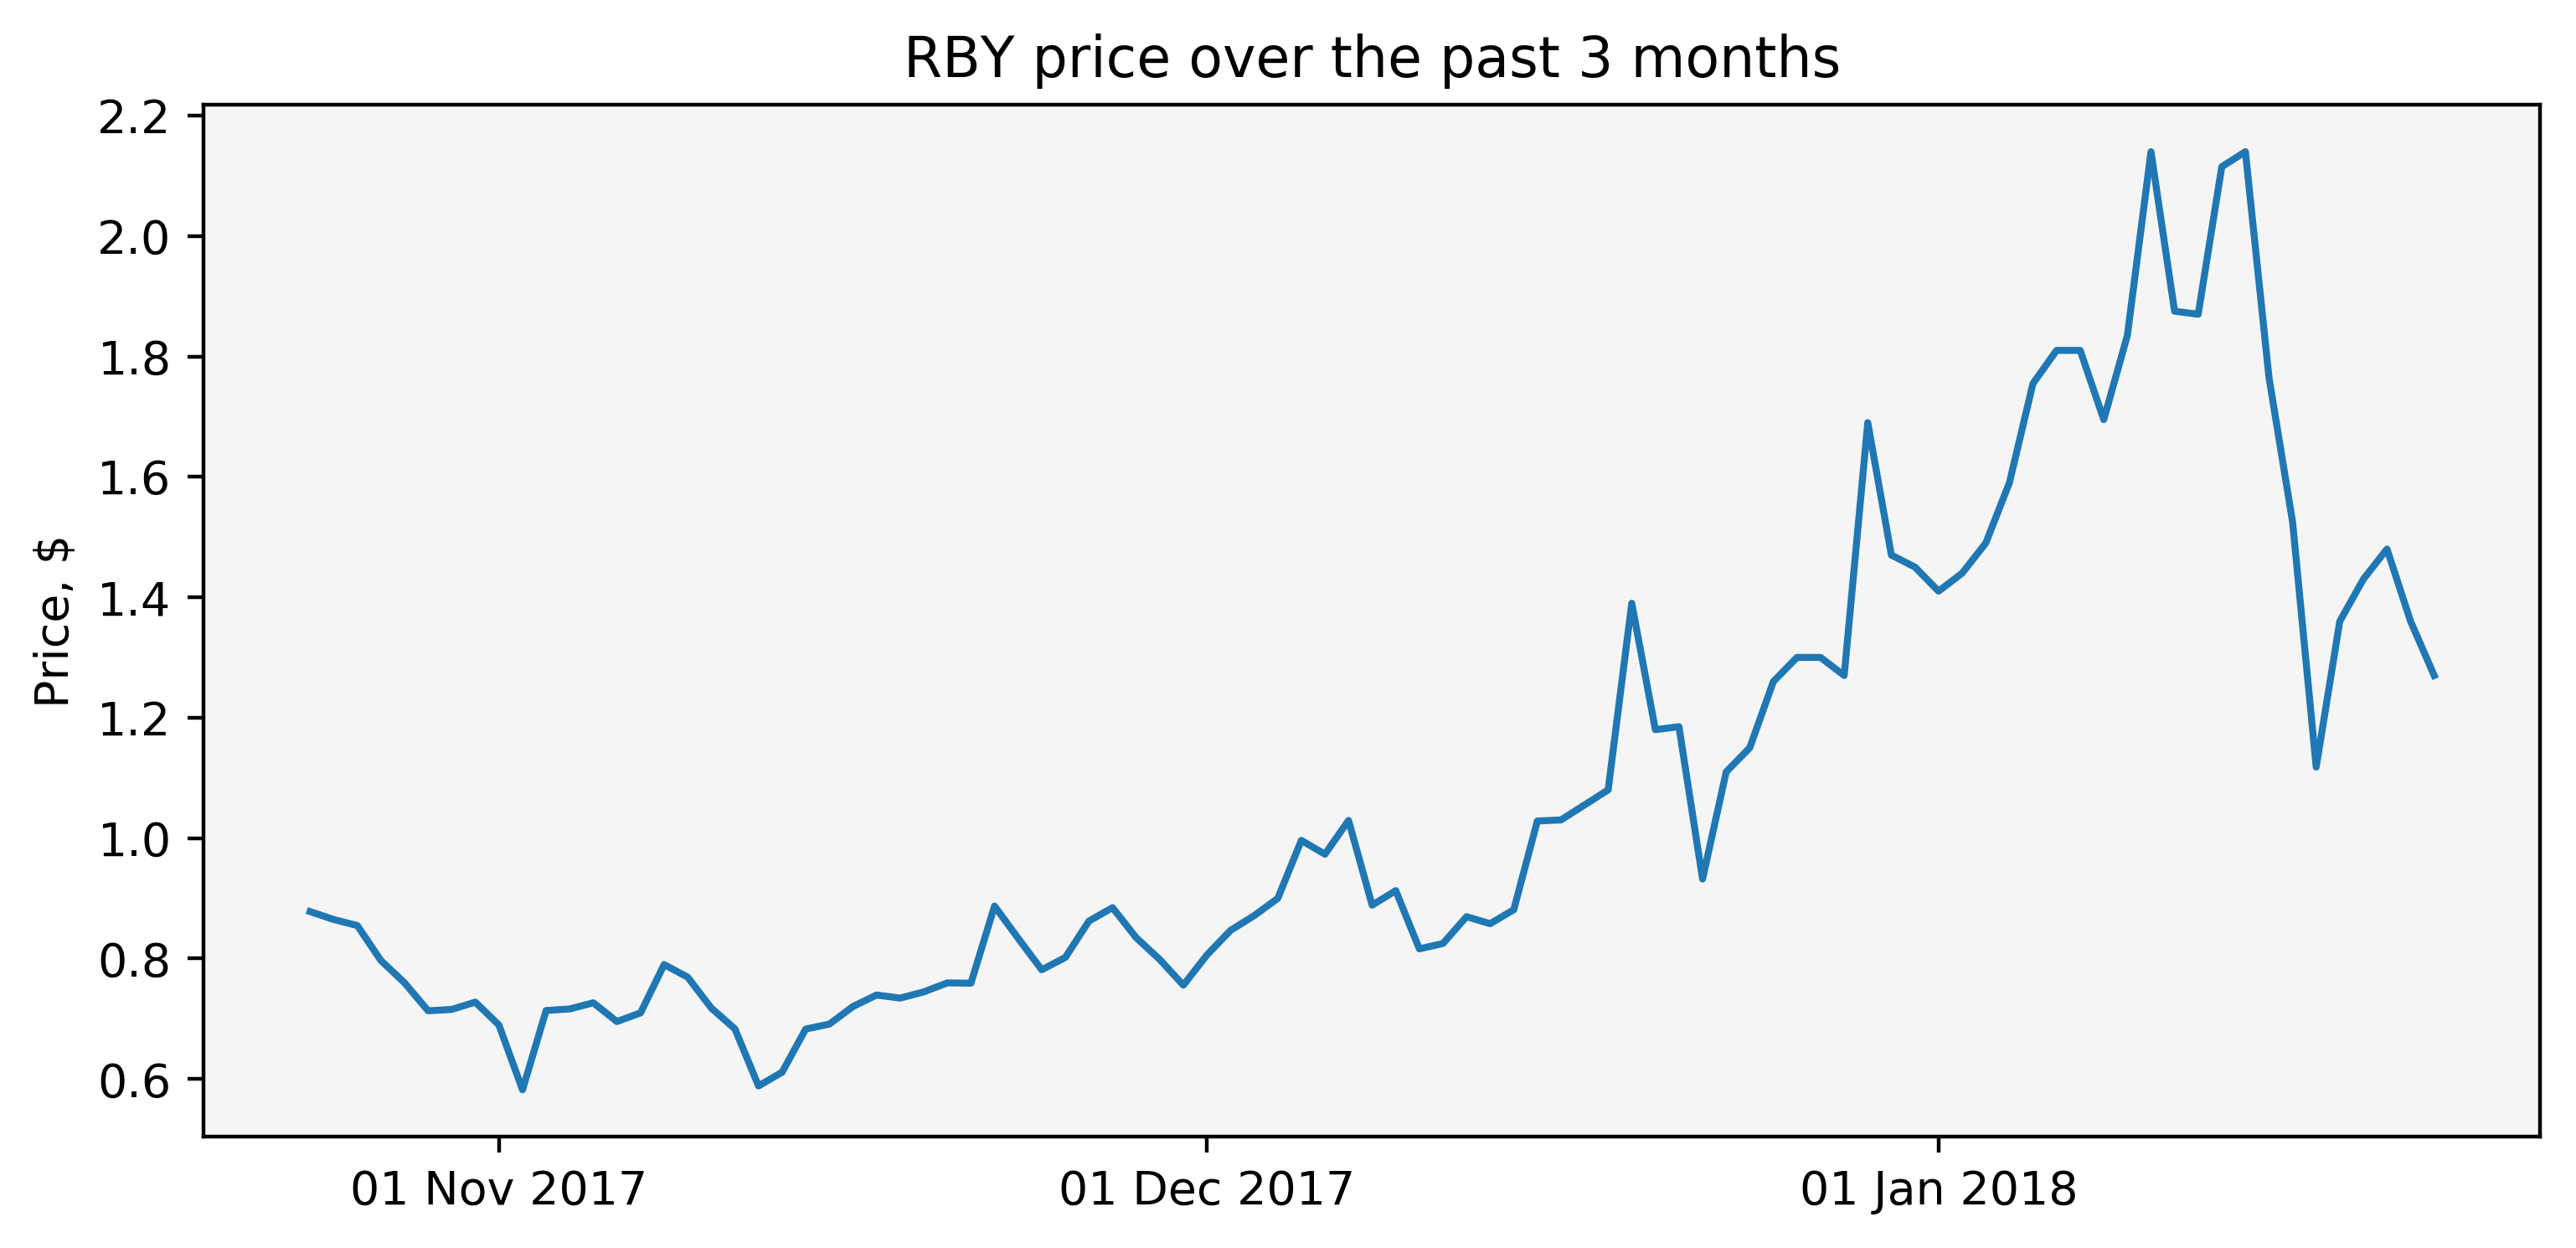 RBY price over the past 3 months
Price, $
2.2
2.0
1.8
1.6
1.4
1.2
1.0
0.8
0.6
01 Nov 2017
01 Dec 2017
01 Jan 2018